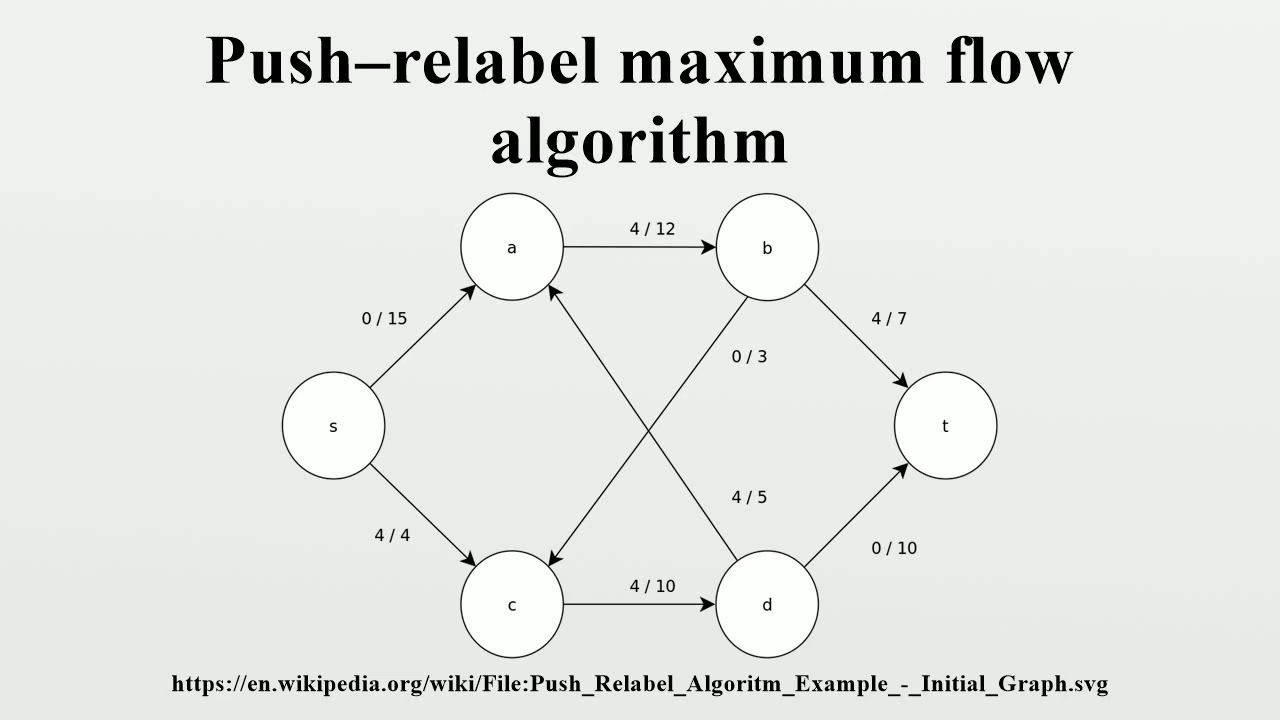 Push–relabel maximum flow
algorithm
a
4 / 12
b
0 / 15
4 / 7
0 / 3
s
t
4 / 5
4 / 4
0 / 10
4 / 10
c
d
https://en.wikipedia.org/wiki/File:Push_Relabel_Algoritm_Example_-_Initial_Graph.svg